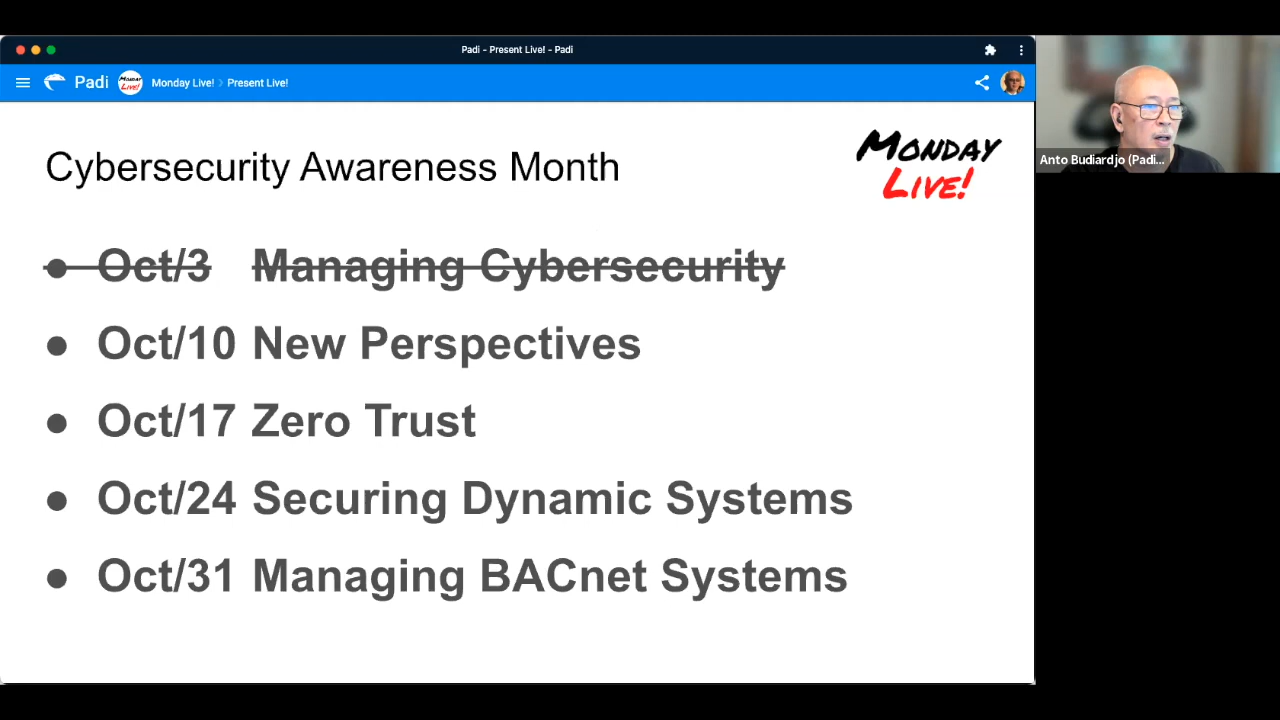 Padi - Present Live! - Padi
Padi
MONDAY
LIVE!
Monday Live!
Present Live!
Cybersecurity Awareness Month
MONDAY
LIVE!
● Oct/3 Managing Cybersecurity
● Oct/10 New Perspectives
● Oct/17 Zero Trust
● Oct/24 Securing Dynamic Systems
● Oct/31 Managing BACnet Systems
Anto Budiardjo (Padi...